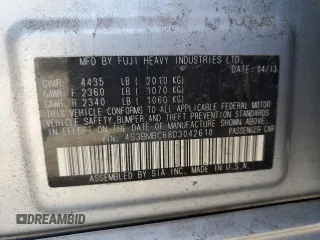 MFD BY FUJI HEAVY INDUSTRIES LTD.
DATE: 04/13
GVWR: 4435 LB (2010 KG)
GAWR: F 2360 LB (1070 KG)
GAWR: R 2340 LB (1060 KG)
THIS VEHICLE CONFORMS TO ALL APPLICABLE FEDERAL MOTOR
VEHICLE SAFETY, BUMPER, AND THEFT PREVENTION STANDARDS
IN EFFECT ON THE DATE OF MANUFACTURE SHOWN ABOVE.
VIN: 4S3BMBC68D3042610 PASSENGER CAR
ASSEMBLED BY SIA INC. MADE IN U.S.A.
DREAMBID